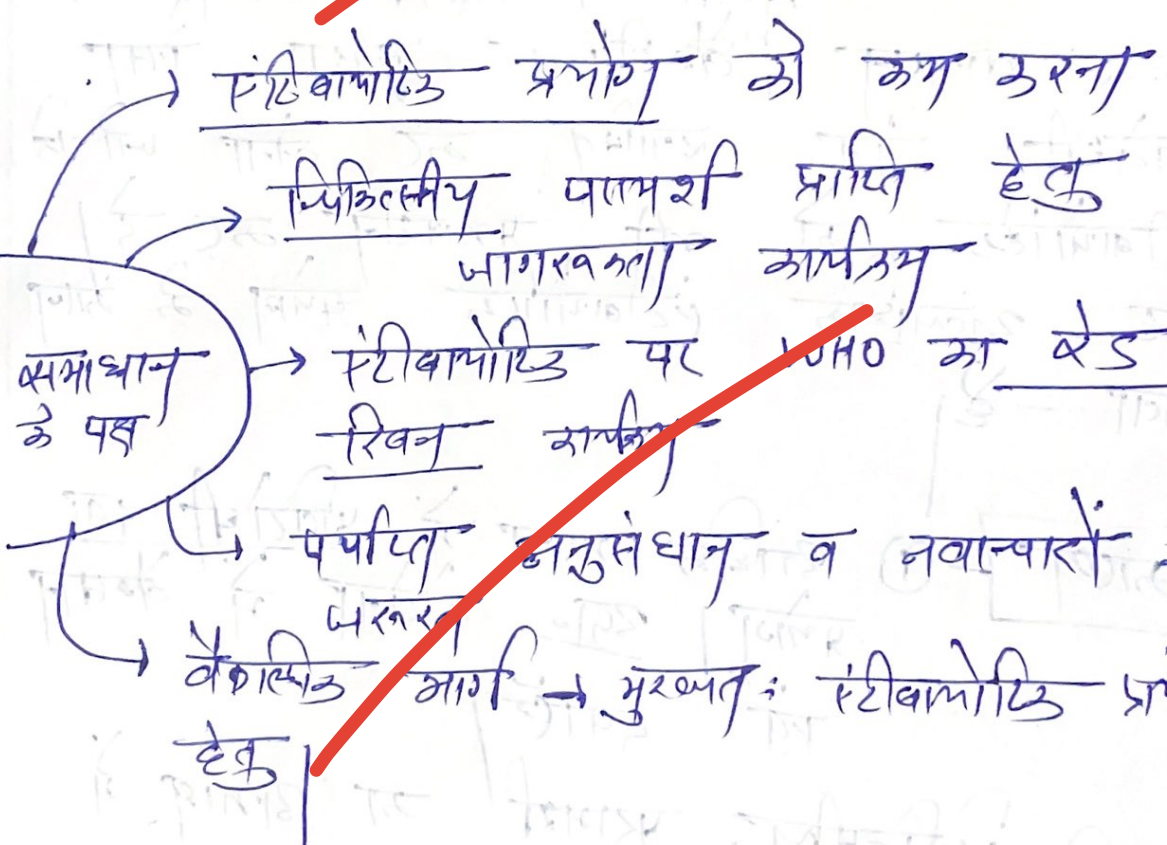 एंटिबायोटिक प्रयोग को कम करना
चिकित्सीय परामर्श प्राप्ति हेतु
जागरूकता कार्यक्रम
समाधान
के पक्ष
एंटीबायोटिक पर WHO का रेड
रिबन कार्यक्रम
पर्याप्त अनुसंधान व नवाचारों
जरूरत
वैकल्पिक मार्ग → मुख्यतः एंटीबायोटिक
हेतु